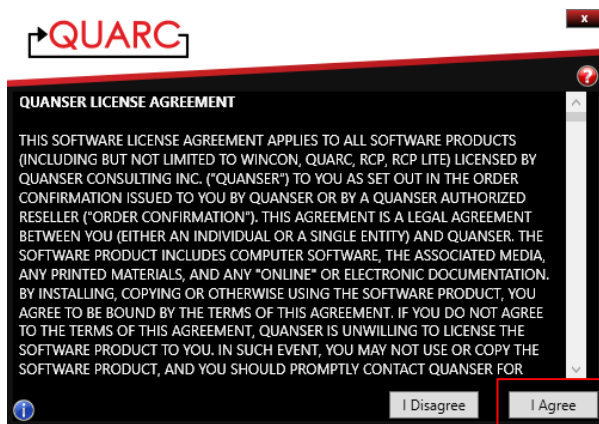 QUARC
x
?
QUANSER LICENSE AGREEMENT
THIS SOFTWARE LICENSE AGREEMENT APPLIES TO ALL SOFTWARE PRODUCTS
(INCLUDING BUT NOT LIMITED TO WINCON, QUARC, RCP, RCP LITE) LICENSED BY
QUANSER CONSULTING INC. ("QUANSER") TO YOU AS SET OUT IN THE ORDER
CONFIRMATION ISSUED TO YOU BY QUANSER OR BY A QUANSER AUTHORIZED
RESELLER ("ORDER CONFIRMATION"). THIS AGREEMENT IS A LEGAL AGREEMENT
BETWEEN YOU (EITHER AN INDIVIDUAL OR A SINGLE ENTITY) AND QUANSER. THE
SOFTWARE PRODUCT INCLUDES COMPUTER SOFTWARE, THE ASSOCIATED MEDIA,
ANY PRINTED MATERIALS, AND ANY "ONLINE" OR ELECTRONIC DOCUMENTATION.
BY INSTALLING, COPYING OR OTHERWISE USING THE SOFTWARE PRODUCT, YOU
AGREE TO BE BOUND BY THE TERMS OF THIS AGREEMENT. IF YOU DO NOT AGREE
TO THE TERMS OF THIS AGREEMENT, QUANSER IS UNWILLING TO LICENSE THE
SOFTWARE PRODUCT TO YOU. IN SUCH EVENT, YOU MAY NOT USE OR COPY THE
SOFTWARE PRODUCT, AND YOU SHOULD PROMPTLY CONTACT QUANSER FOR
i
I Disagree
I Agree